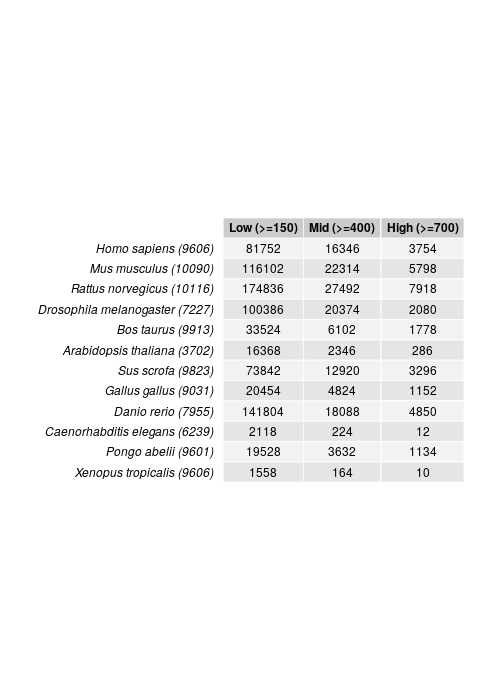 Low (>=150) Mid (>=400) High (>=700)
Homo sapiens (9606) 81752 16346 3754
Mus musculus (10090) 116102 22314 5798
Rattus norvegicus (10116) 174836 27492 7918
Drosophila melanogaster (7227) 100386 20374 2080
Bos taurus (9913) 33524 6102 1778
Arabidopsis thaliana (3702) 16368 2346 286
Sus scrofa (9823) 73842 12920 3296
Gallus gallus (9031) 20454 4824 1152
Danio rerio (7955) 141804 18088 4850
Caenorhabditis elegans (6239) 2118 224 12
Pongo abelii (9601) 19528 3632 1134
Xenopus tropicalis (9606) 1558 164 10